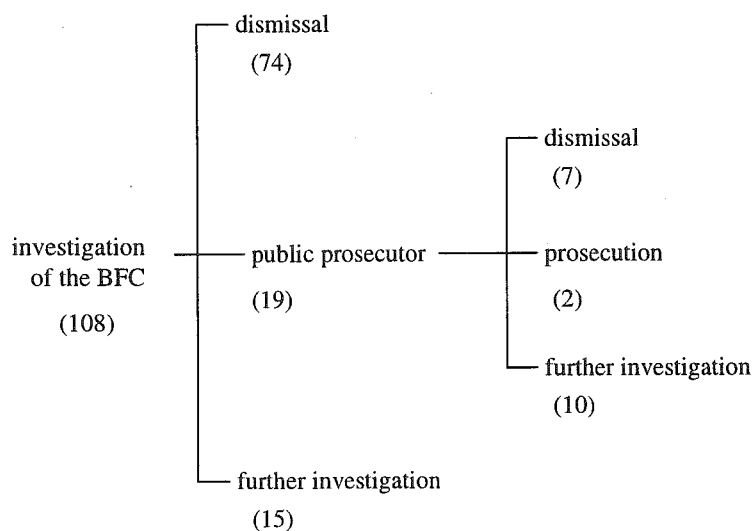 dismissal
(74)
dismissal
(7)
investigation
of the BFC
(108)
public prosecutor
(19)
prosecution
(2)
further investigation
(10)
further investigation
(15)